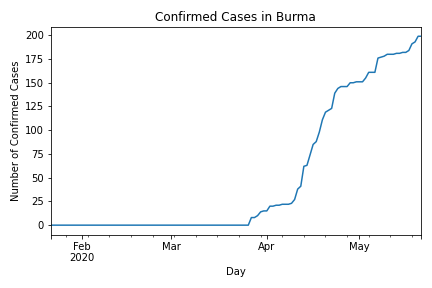 Confirmed Cases in Burma
200
175
150
125
100
75
50
25
0
Number of Confirmed Cases
Feb
2020
Mar
Apr
May
Day